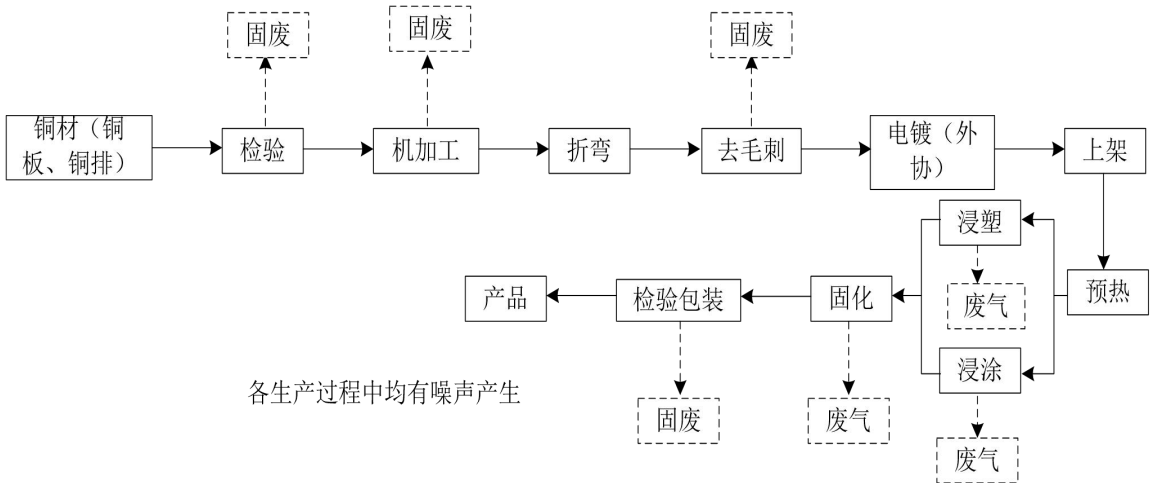 固废
固废
固废
铜材（铜
板、铜排）
检验
机加工
折弯
去毛刺
电镀（外
协）
上架
浸塑
产品
检验包装
固化
废气
预热
浸涂
各生产过程中均有噪声产生
固废
废气
废气